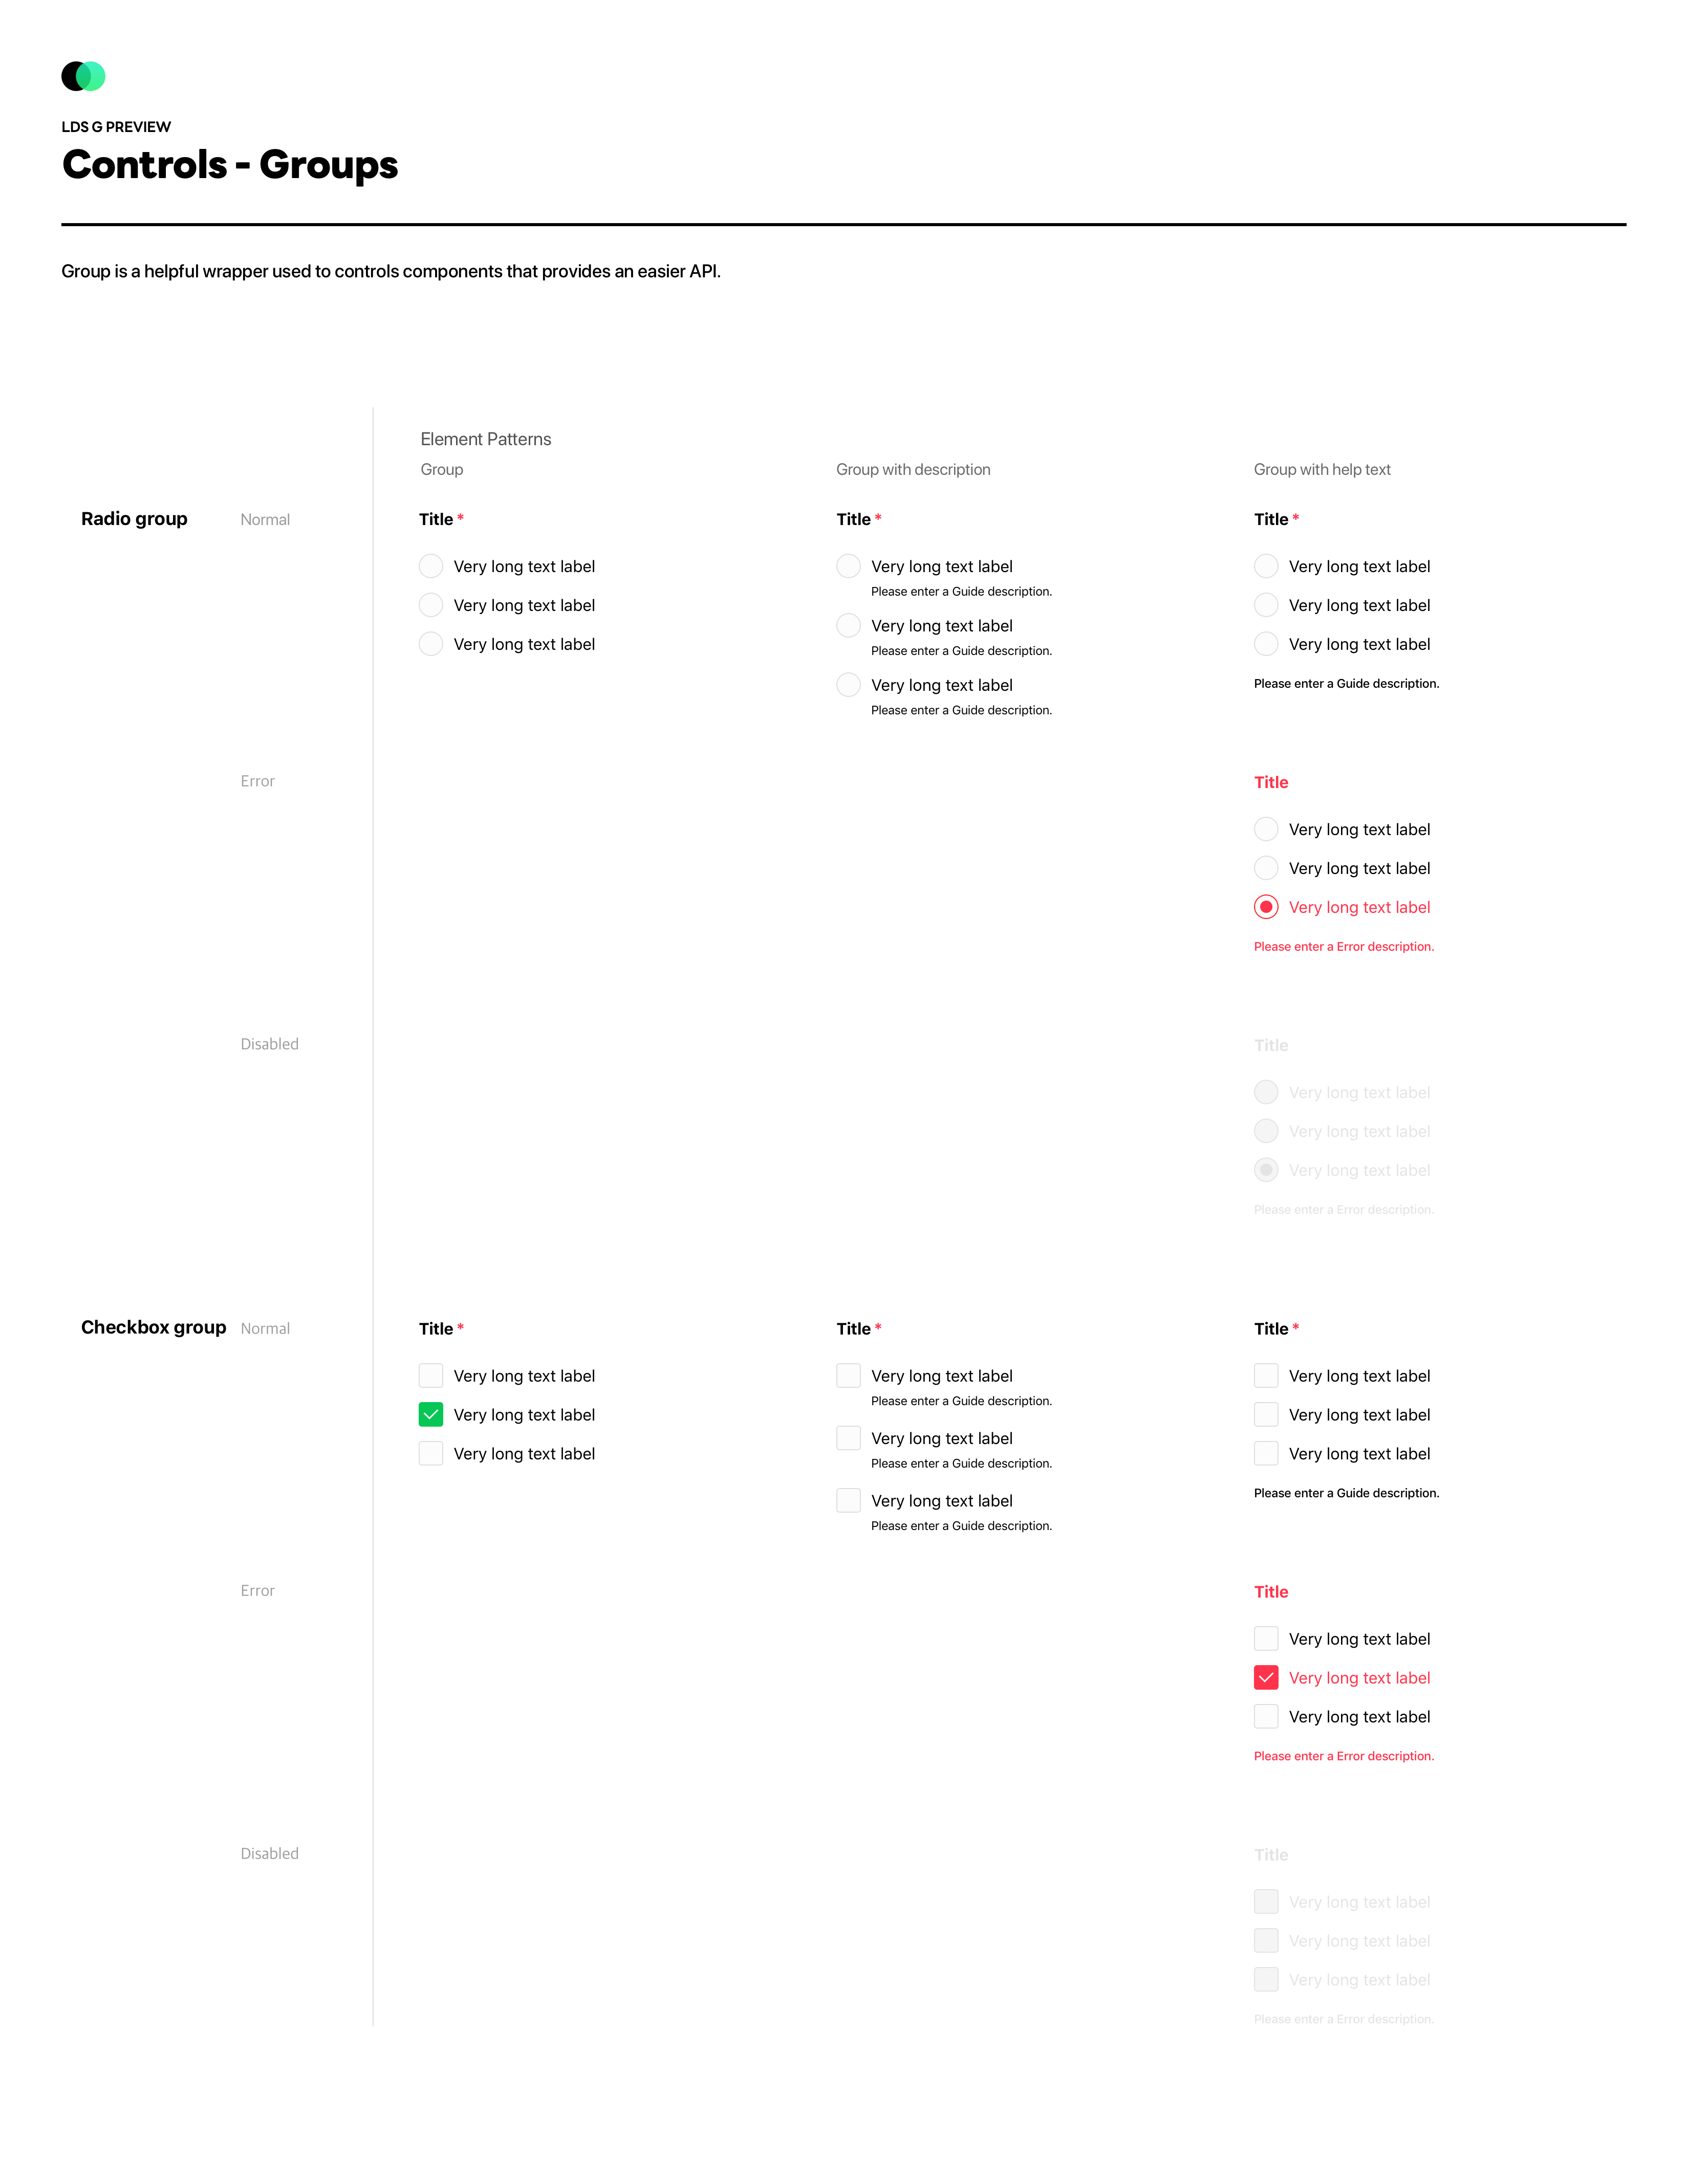 LDS G PREVIEW
Controls - Groups
Group is a helpful wrapper used to controls components that provides an easier API.
Element Patterns
Group
Group with description
Group with help text
Radio group
Normal
Title *
Very long text label
Very long text label
Very long text label
Title *
Very long text label
Please enter a Guide description.
Very long text label
Please enter a Guide description.
Very long text label
Please enter a Guide description.
Title *
Very long text label
Very long text label
Very long text label
Please enter a Guide description.
Error
Title
Very long text label
Very long text label
Very long text label
Please enter a Error description.
Disabled
Title
Very long text label
Very long text label
Very long text label
Please enter a Error description.
Checkbox group
Normal
Title *
Very long text label
Very long text label
Very long text label
Title *
Very long text label
Please enter a Guide description.
Very long text label
Please enter a Guide description.
Very long text label
Please enter a Guide description.
Title *
Very long text label
Very long text label
Very long text label
Please enter a Guide description.
Error
Title
Very long text label
Very long text label
Very long text label
Please enter a Error description.
Disabled
Title
Very long text label
Very long text label
Very long text label
Please enter a Error description.